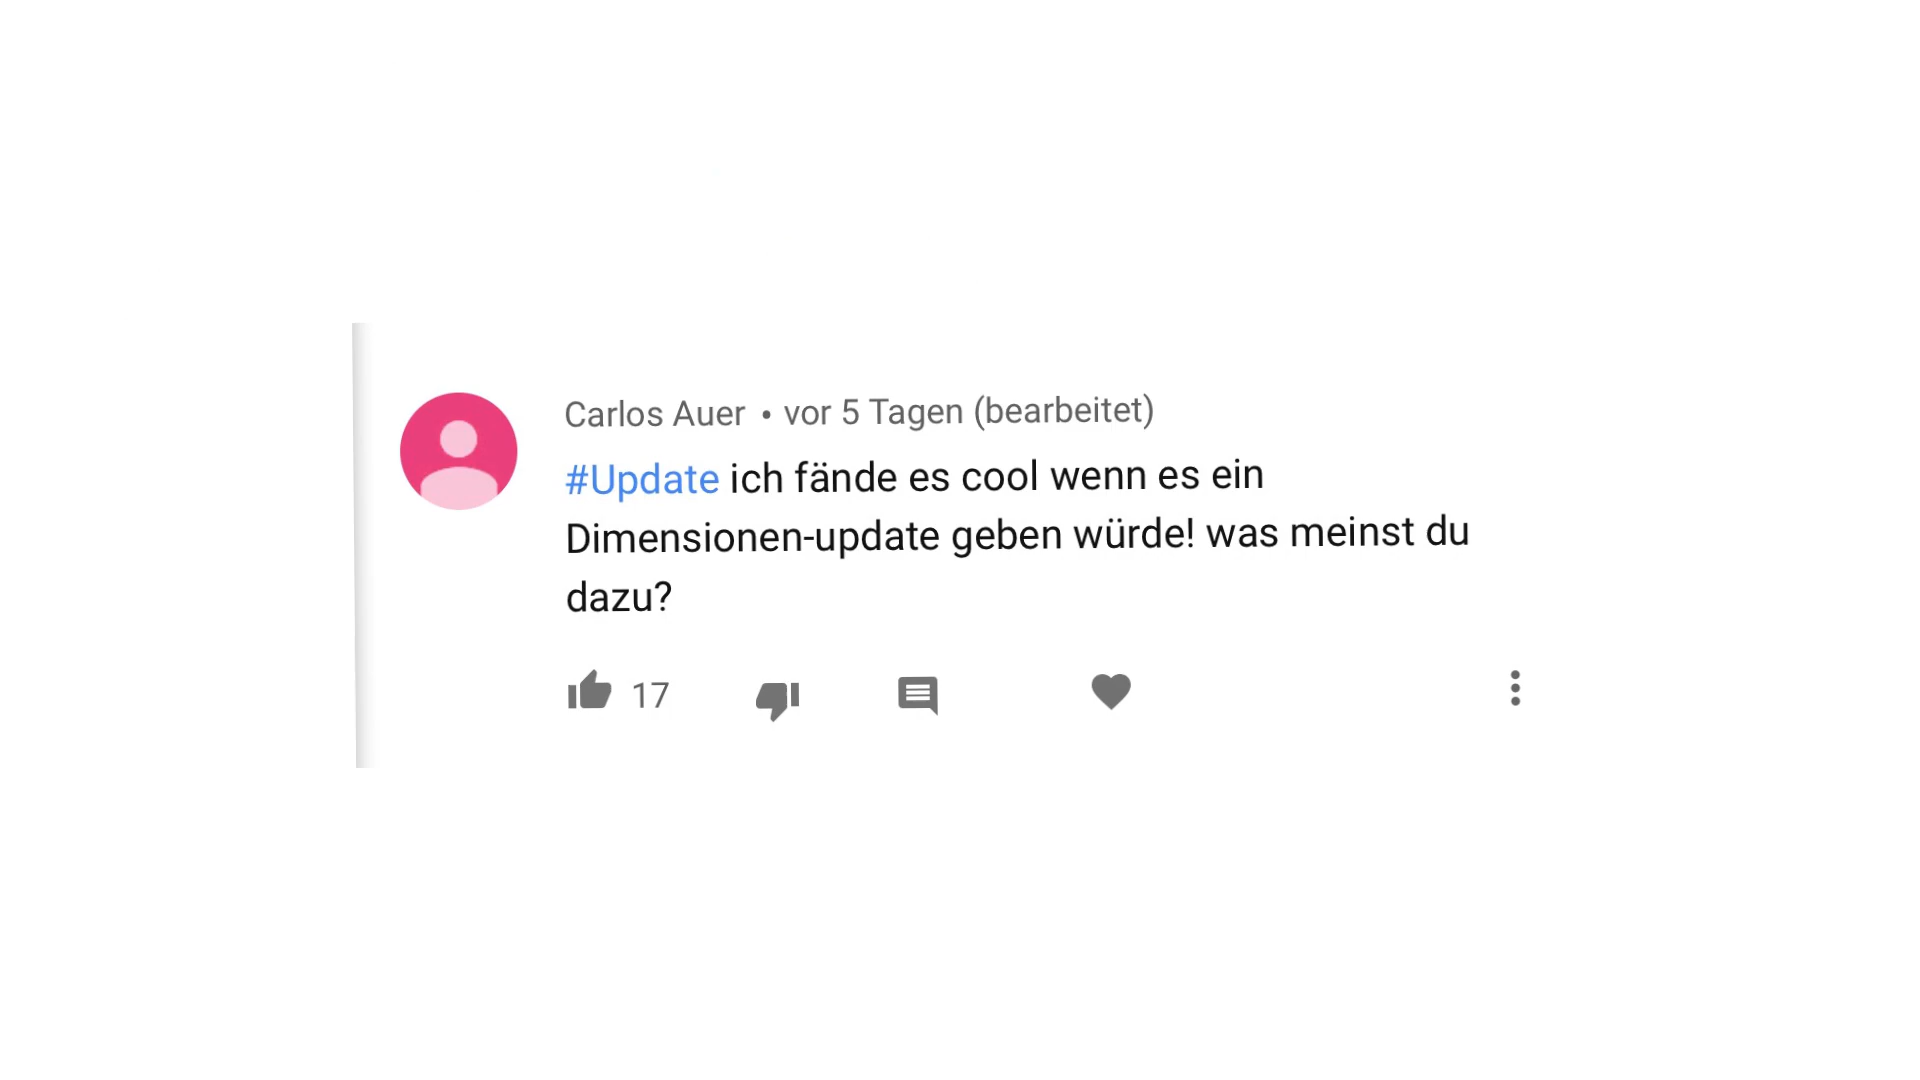 Carlos Auer • vor 5 Tagen (bearbeitet)
#Update ich fände es cool wenn es ein
Dimensionen-update geben würde! was meinst du
dazu?
17